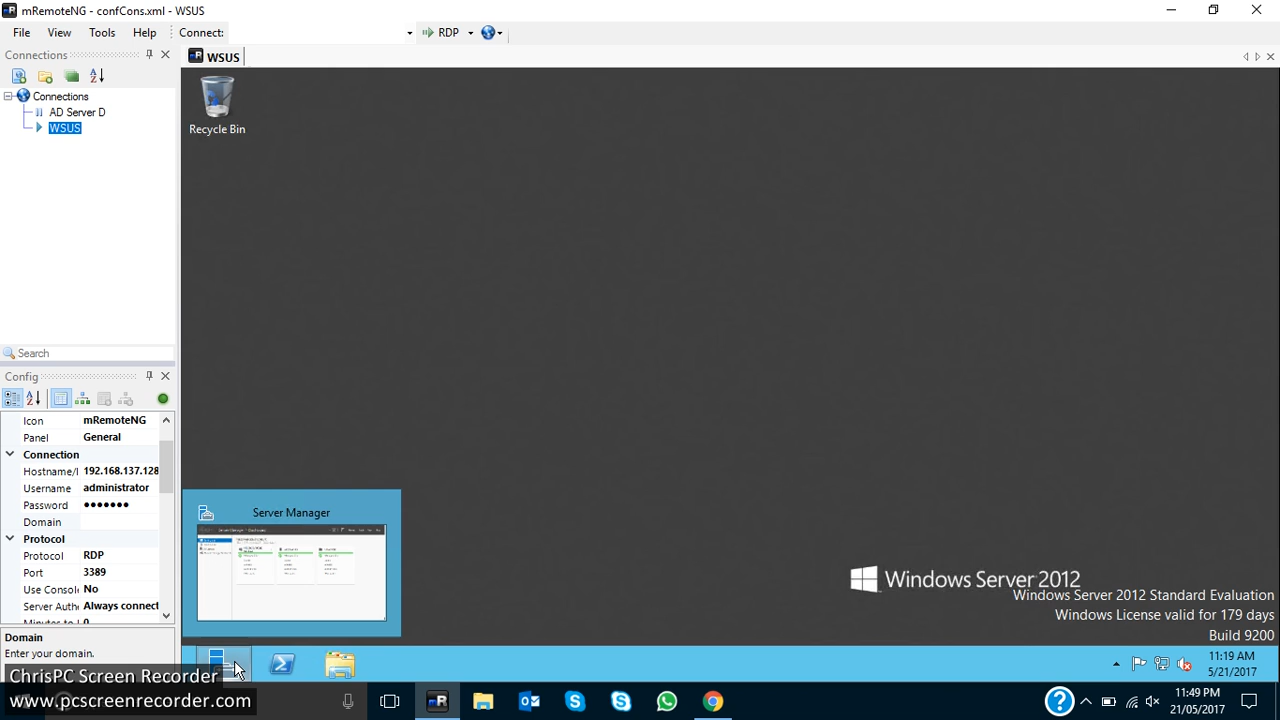 mRemoteNG - confCons.xml - WSUS
File View Tools Help Connect: RDP
Connections
WSUS
Connections
AD Server D
WSUS
Recycle Bin
Search
Config
Icon mRemoteNG
Panel General
Connection
Hostname/I 192.168.137.128
Username administrator
Password ●●●●●●●
Domain
Protocol
Protocol RDP
Port 3389
Use Console No
Server Auth Always connect
Minutes to I 0
Domain
Enter your domain.
Server Manager
Windows Server 2012
Windows Server 2012 Standard Evaluation
Windows License valid for 179 days
Build 9200
11:19 AM
5/21/2017
ChrisPC Screen Recorder
www.pcscreenrecorder.com
11:49 PM
21/05/2017